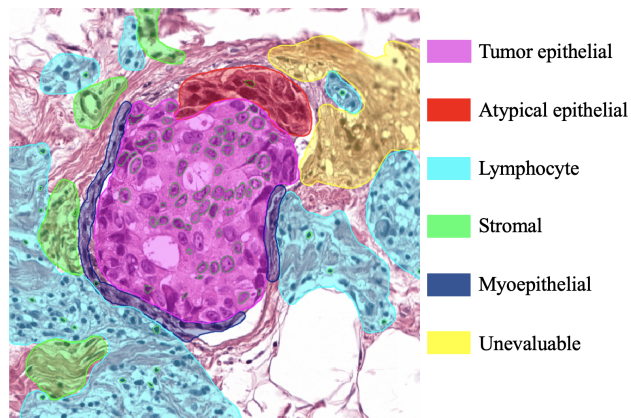 Tumor epithelial
Atypical epithelial
Lymphocyte
Stromal
Myoepithelial
Unevaluable